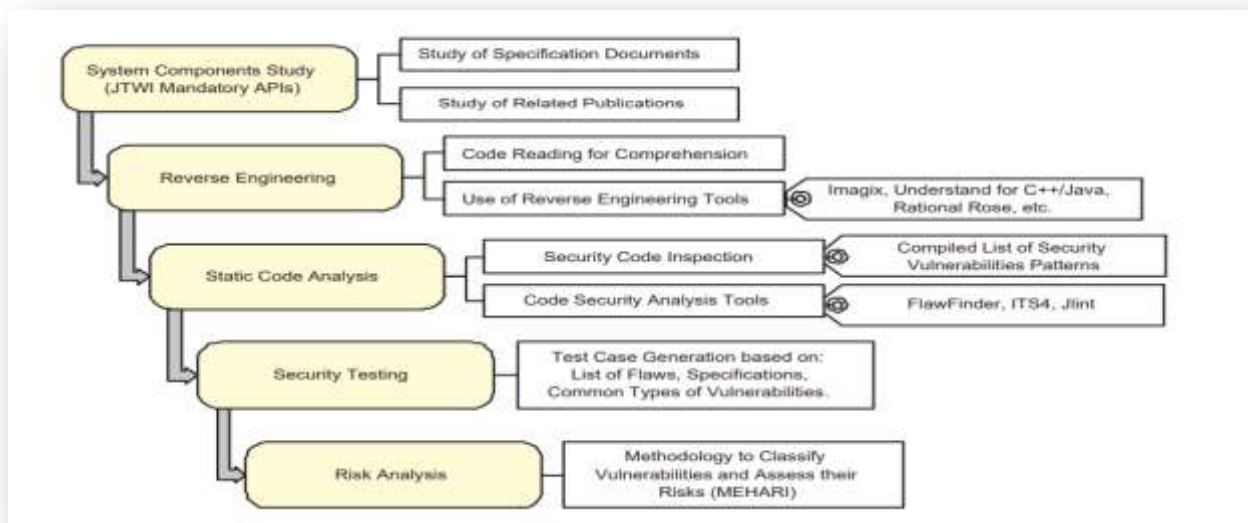 System Components Study
(JTWI Mandatory APIs)
Study of Specification Documents
Study of Related Publications
Reverse Engineering
Code Reading for Comprehension
Use of Reverse Engineering Tools
Imagix, Understand for C++/Java,
Rational Rose, etc.
Static Code Analysis
Security Code Inspection
Compiled List of Security
Vulnerabilities Patterns
Code Security Analysis Tools
FlawFinder, ITS4, Jlint
Security Testing
Test Case Generation based on:
List of Flaws, Specifications,
Common Types of Vulnerabilities.
Risk Analysis
Methodology to Classify
Vulnerabilities and Assess their
Risks (MEHARI)